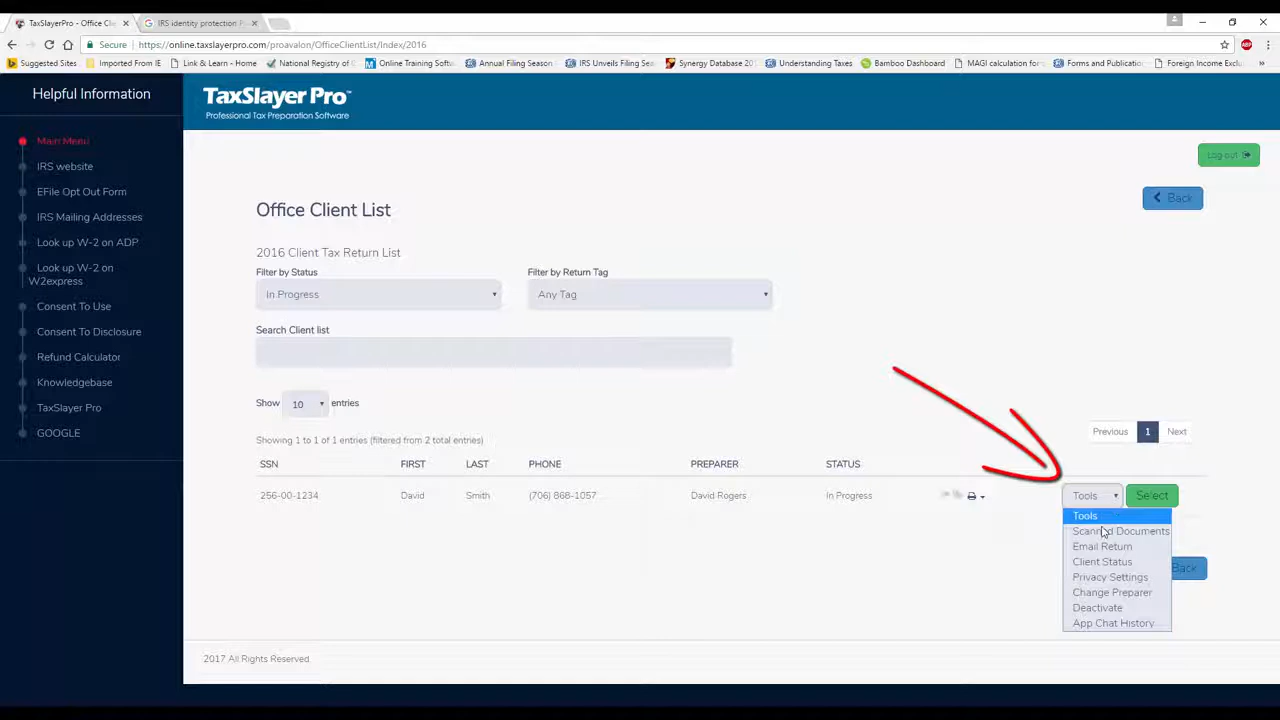 TaxSlayerPro - Office Cli
IRS identity protection P
Secure
https://online.taxslayerpro.com/proavalon/OfficeClientList/Index/2016
ABP
Suggested Sites
Imported From IE
Link & Learn - Home
National Registry of
Online Training Softw
Annual Filing Season
IRS Unveils Filing Sea
Synergy Database 20
Understanding Taxes
Bamboo Dashboard
MAGI calculation for
Forms and Publicatio
Foreign Income Exclu
Helpful Information
Main Menu
IRS website
EFile Opt Out Form
IRS Mailing Addresses
Look up W-2 on ADP
Look up W-2 on
W2express
Consent To Use
Consent To Disclosure
Refund Calculator
Knowledgebase
TaxSlayer Pro
GOOGLE
TaxSlayer Pro™
Professional Tax Preparation Software
Log out
Back
Office Client List
2016 Client Tax Return List
Filter by Status
Filter by Return Tag
In Progress
Any Tag
Search Client list
Show 10 entries
Previous 1 Next
Showing 1 to 1 of 1 entries (filtered from 2 total entries)
SSN FIRST LAST PHONE PREPARER STATUS
256-00-1234 David Smith (706) 868-1057 David Rogers In Progress Tools Select
Tools
Scanned Documents
Email Return
Client Status
Privacy Settings
Change Preparer
Deactivate
App Chat History
Back
2017 All Rights Reserved